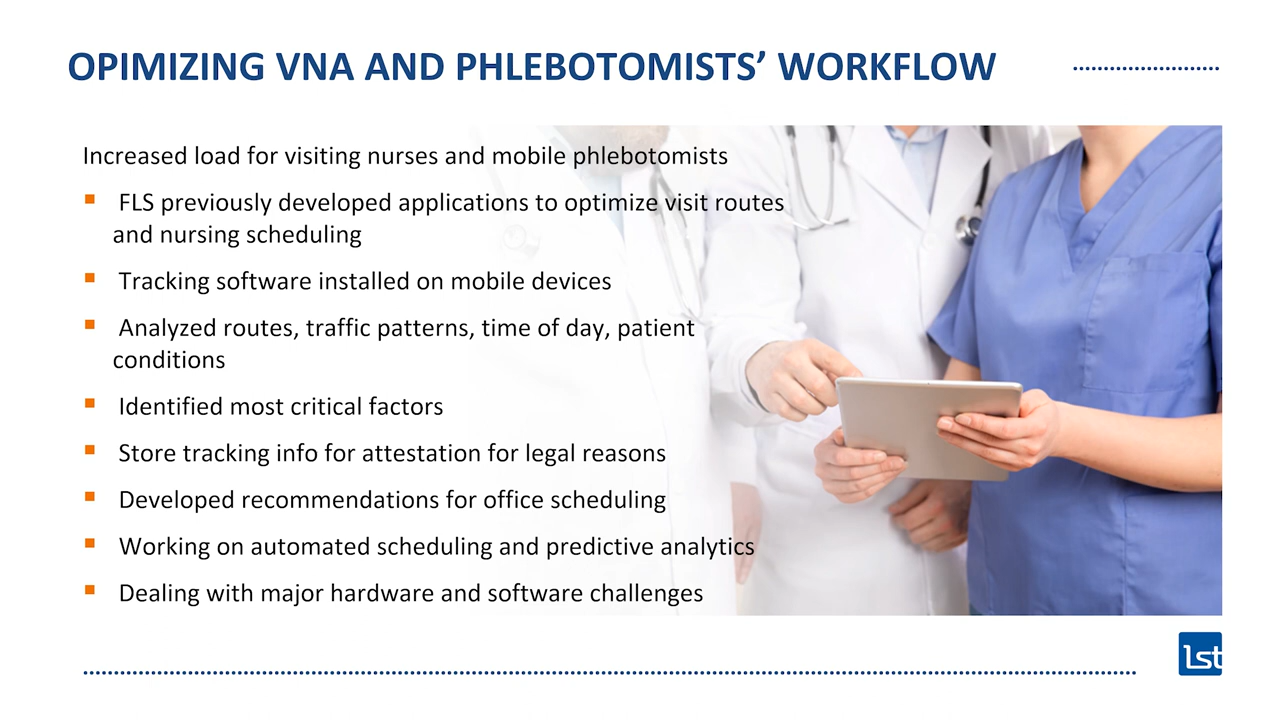 OPIMIZING VNA AND PHLEBOTOMISTS’ WORKFLOW
Increased load for visiting nurses and mobile phlebotomists
▪ FLS previously developed applications to optimize visit routes
and nursing scheduling
▪ Tracking software installed on mobile devices
▪ Analyzed routes, traffic patterns, time of day, patient
conditions
▪ Identified most critical factors
▪ Store tracking info for attestation for legal reasons
▪ Developed recommendations for office scheduling
▪ Working on automated scheduling and predictive analytics
▪ Dealing with major hardware and software challenges
1st